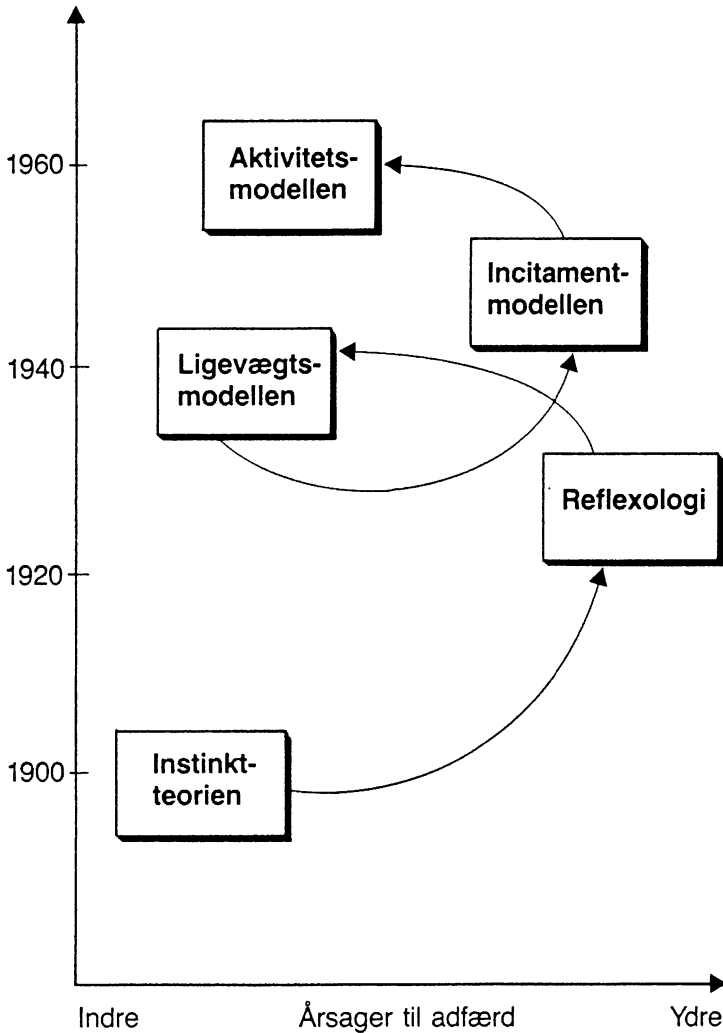 1960
Aktivitets-
modellen
Incitament-
modellen
1940
Ligevægts-
modellen
Reflexologi
1920
1900
Instinkt-
teorien
Indre
Årsager til adfærd
Ydre